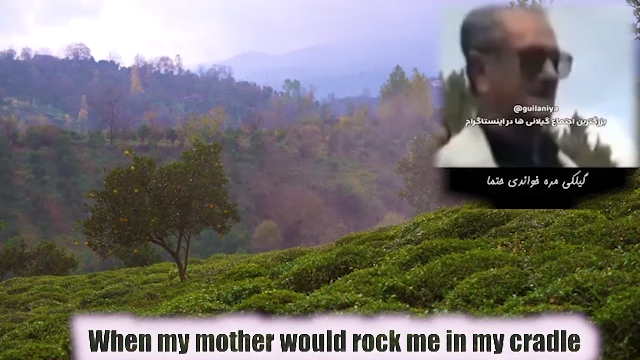 @guilaniya
بزرگترین اجتماع گیلانی ها در اینستاگرام
گیلکی مره خواندی حتما
When my mother would rock me in my cradle